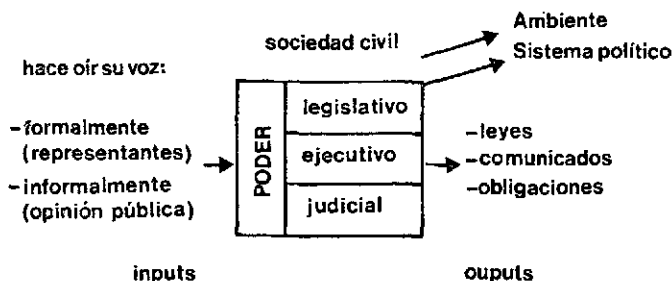 sociedad civil
Ambiente
Sistema político
hace oír su voz:
-formalmente
(representantes)
-informalmente
(opinión pública)
PODER
legislativo
ejecutivo
judicial
-leyes
-comunicados
-obligaciones
inputs
ouputs